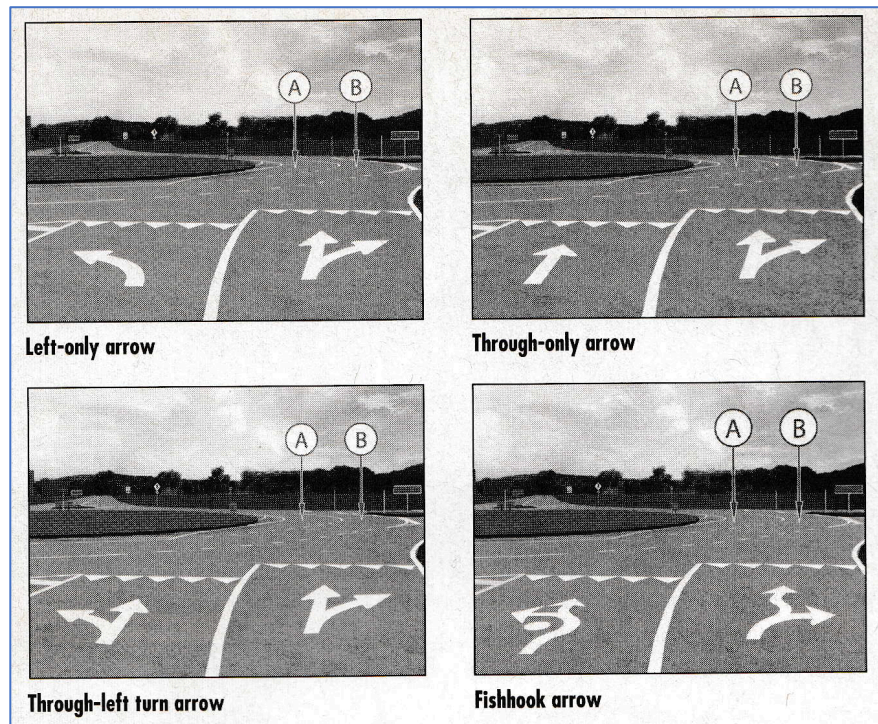 A B
A B
Left-only arrow
Through-only arrow
A B
A B
Through-left turn arrow
Fishhook arrow